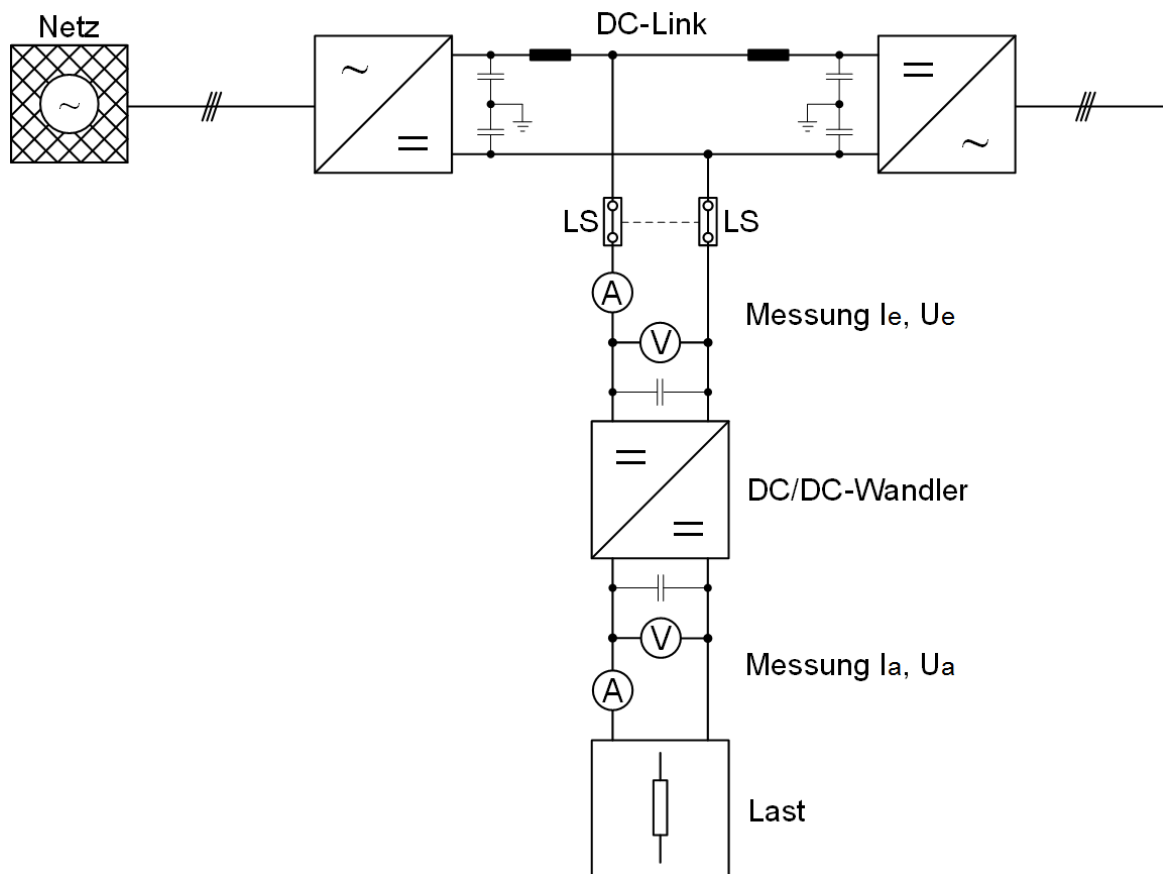 Netz
DC-Link
LS
LS
A
Messung Ie, Ue
V
DC/DC-Wandler
V
Messung Ia, Ua
A
Last